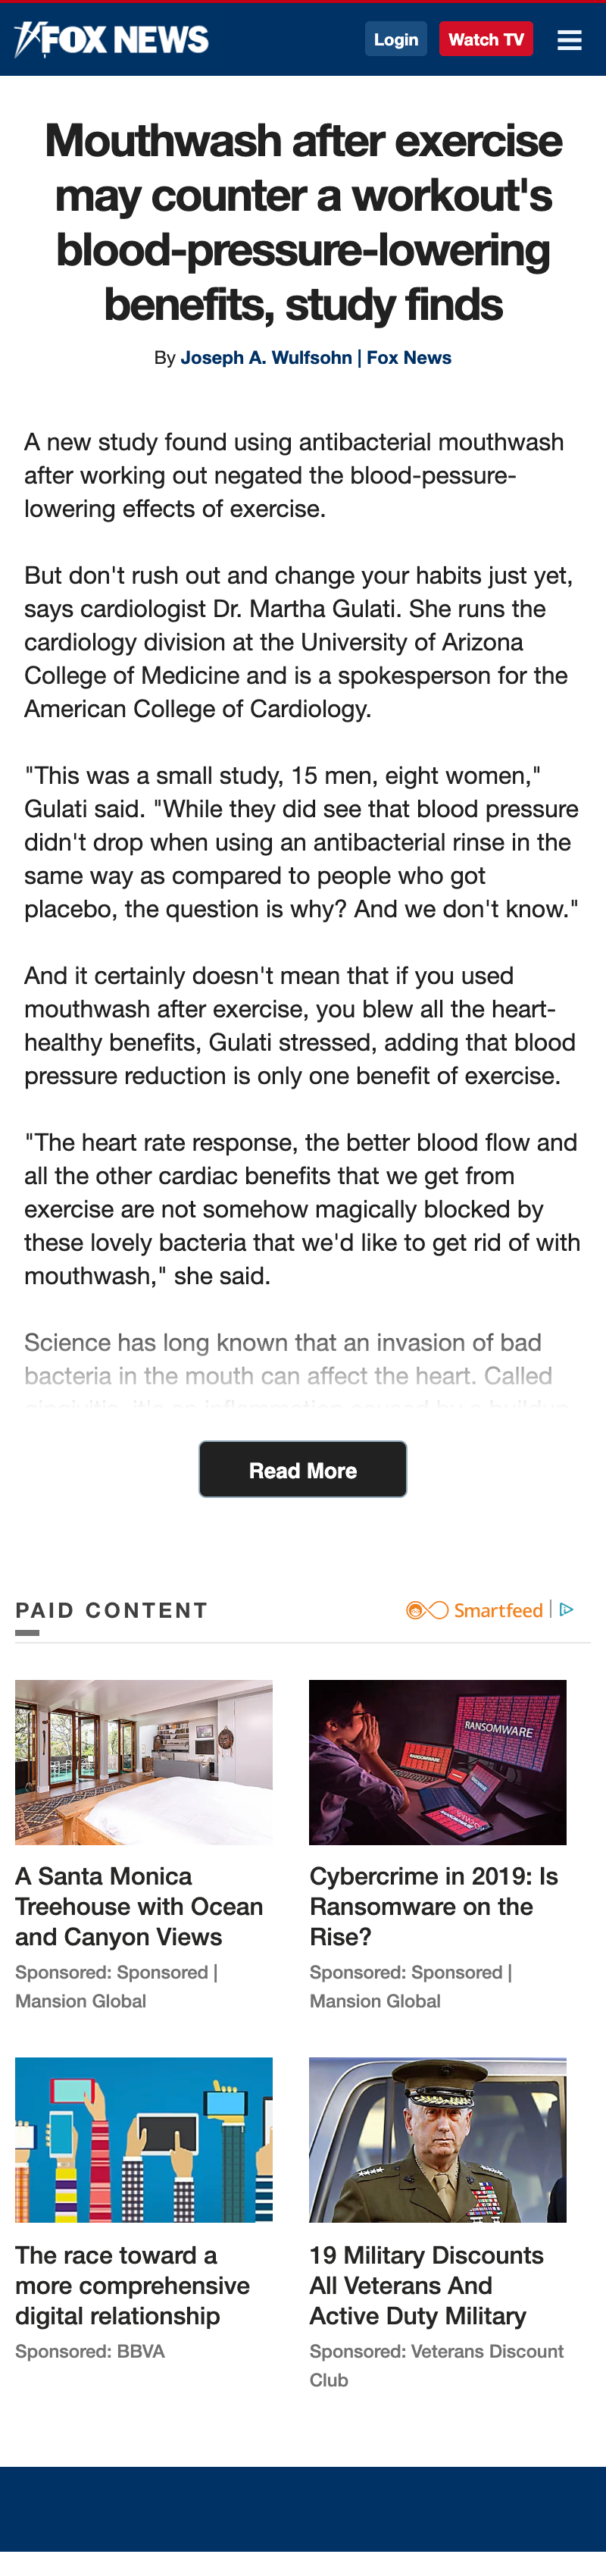 FOX NEWS
Login
Watch TV
Mouthwash after exercise
may counter a workout's
blood-pressure-lowering
benefits, study finds
By Joseph A. Wulfsohn | Fox News
A new study found using antibacterial mouthwash
after working out negated the blood-pessure-
lowering effects of exercise.
But don't rush out and change your habits just yet,
says cardiologist Dr. Martha Gulati. She runs the
cardiology division at the University of Arizona
College of Medicine and is a spokesperson for the
American College of Cardiology.
"This was a small study, 15 men, eight women,"
Gulati said. "While they did see that blood pressure
didn't drop when using an antibacterial rinse in the
same way as compared to people who got
placebo, the question is why? And we don't know."
And it certainly doesn't mean that if you used
mouthwash after exercise, you blew all the heart-
healthy benefits, Gulati stressed, adding that blood
pressure reduction is only one benefit of exercise.
"The heart rate response, the better blood flow and
all the other cardiac benefits that we get from
exercise are not somehow magically blocked by
these lovely bacteria that we'd like to get rid of with
mouthwash," she said.
Science has long known that an invasion of bad
bacteria in the mouth can affect the heart. Called
Read More
PAID CONTENT
Smartfeed |
RANSOMWARE
RANSOMWARE
A Santa Monica
Treehouse with Ocean
and Canyon Views
Sponsored: Sponsored |
Mansion Global
Cybercrime in 2019: Is
Ransomware on the
Rise?
Sponsored: Sponsored |
Mansion Global
The race toward a
more comprehensive
digital relationship
Sponsored: BBVA
19 Military Discounts
All Veterans And
Active Duty Military
Sponsored: Veterans Discount
Club